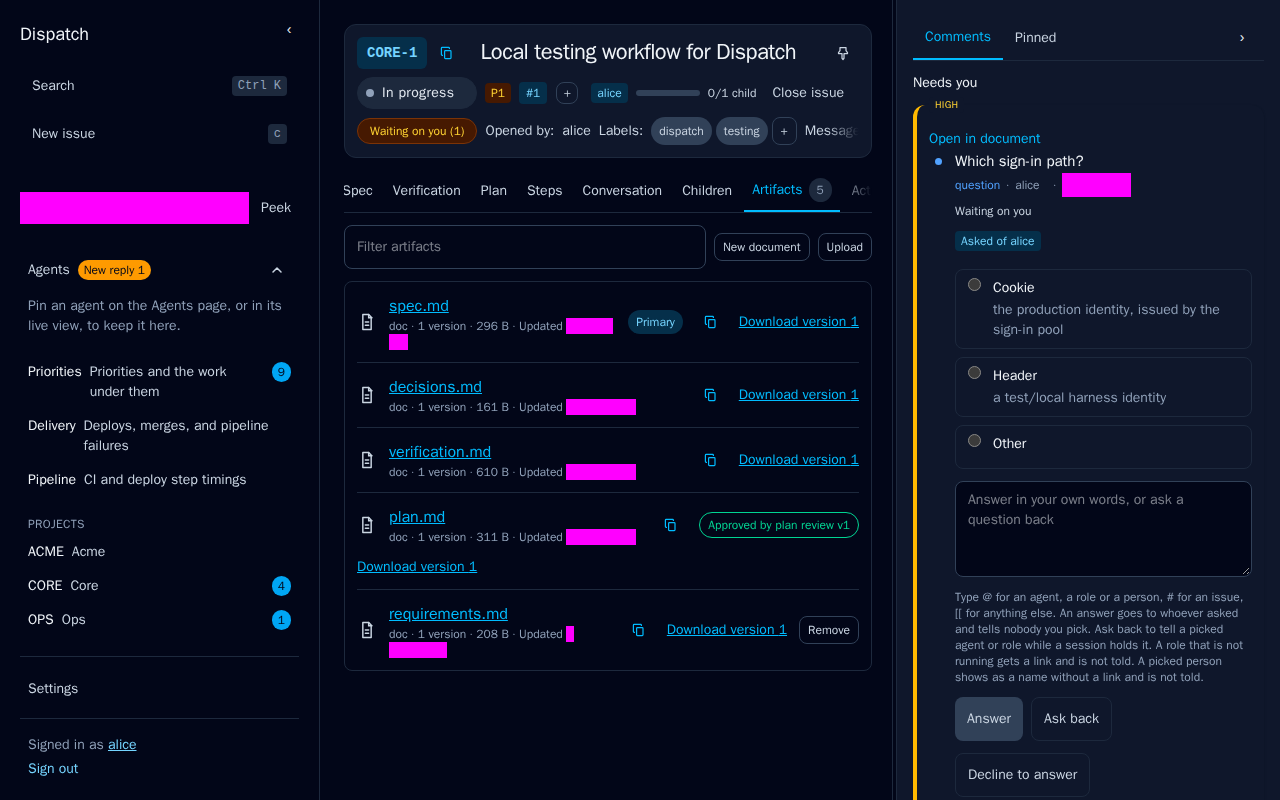 Dispatch
Search
Ctrl K
New issue
C
Peek
Agents
New reply 1
Pin an agent on the Agents page, or in its
live view, to keep it here.
Priorities
Priorities and the work
under them
9
Delivery
Deploys, merges, and pipeline
failures
Pipeline
CI and deploy step timings
PROJECTS
ACME Acme
CORE Core
4
OPS Ops
1
Settings
Signed in as alice
Sign out
CORE-1
Local testing workflow for Dispatch
In progress
P1
#1
+
alice
0/1 child
Close issue
Waiting on you (1)
Opened by: alice
Labels:
dispatch
testing
+
Message
Spec
Verification
Plan
Steps
Conversation
Children
Artifacts 5
Act
Filter artifacts
New document
Upload
spec.md
doc · 1 version · 296 B · Updated
Primary
Download version 1
decisions.md
doc · 1 version · 161 B · Updated
Download version 1
verification.md
doc · 1 version · 610 B · Updated
Download version 1
plan.md
doc · 1 version · 311 B · Updated
Approved by plan review v1
Download version 1
requirements.md
doc · 1 version · 208 B · Updated
Download version 1
Remove
Comments
Pinned
Needs you
HIGH
Open in document
Which sign-in path?
question · alice ·
Waiting on you
Asked of alice
Cookie
the production identity, issued by the
sign-in pool
Header
a test/local harness identity
Other
Answer in your own words, or ask a
question back
Type @ for an agent, a role or a person, # for an issue,
[[ for anything else. An answer goes to whoever asked
and tells nobody you pick. Ask back to tell a picked
agent or role while a session holds it. A role that is not
running gets a link and is not told. A picked person
shows as a name without a link and is not told.
Answer
Ask back
Decline to answer